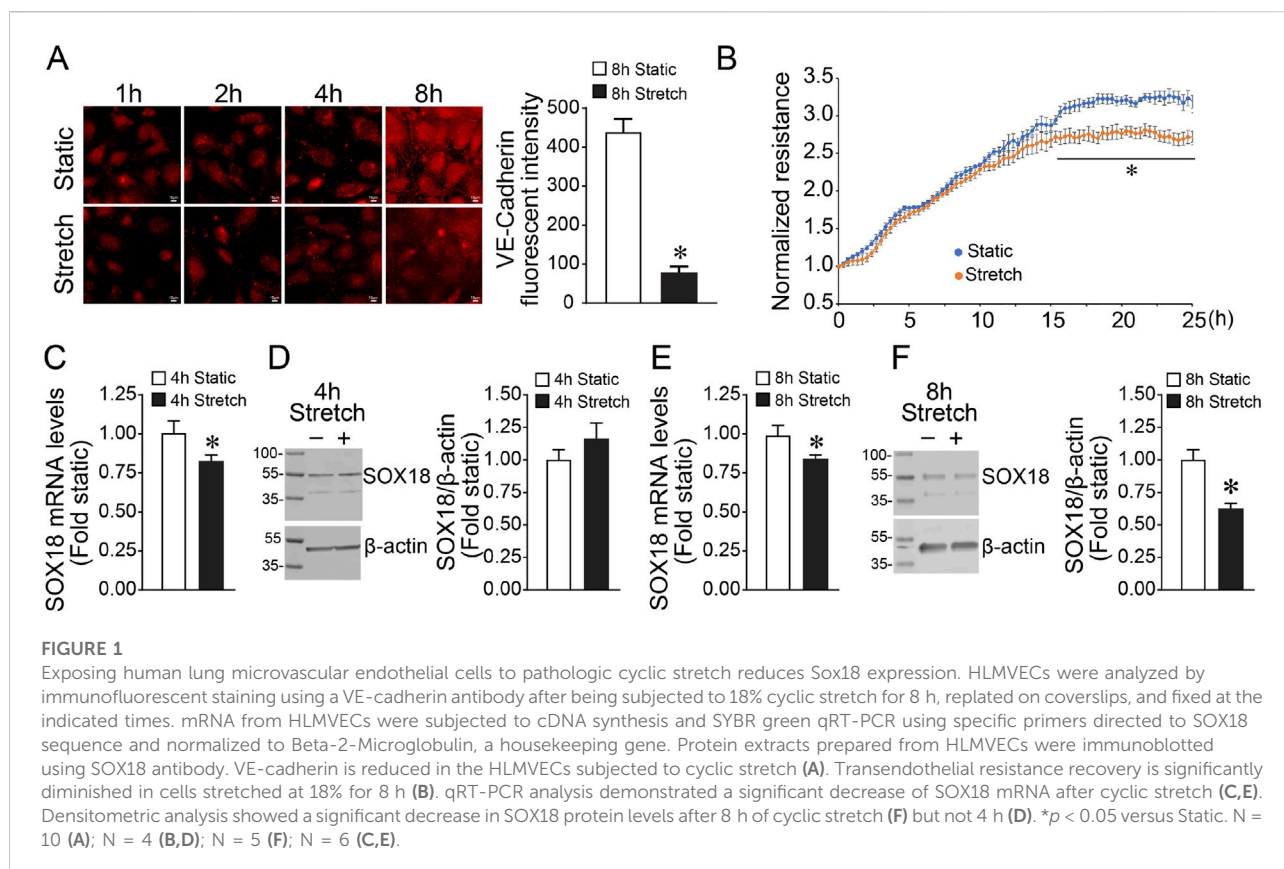 A
1h 2h 4h 8h
Static
Stretch
10μm 10μm 10μm 10μm
10μm 10μm 10μm 10μm
8h Static
8h Stretch
VE-Cadherin
fluorescent intensity
500
400
300
200
100
0
*
B
Normalized resistance
3.5
3.0
2.5
2.0
1.5
1.0
0.5
*
Static
Stretch
0 5 10 15 20 25(h)
C
4h Static
4h Stretch
SOX18 mRNA levels
(Fold static)
1.25
1.00
0.75
0.50
0.25
0.00
*
D
4h
Stretch
– +
100-
55-
35-
SOX18
55-
35-
β-actin
4h Static
4h Stretch
SOX18/β-actin
(Fold static)
1.50
1.25
1.00
0.75
0.50
0.25
0.00
E
8h Static
8h Stretch
SOX18 mRNA levels
(Fold static)
1.25
1.00
0.75
0.50
0.25
0.00
*
F
8h
Stretch
– +
100-
55-
35-
SOX18
55-
35-
β-actin
8h Static
8h Stretch
SOX18/β-actin
(Fold static)
1.50
1.25
1.00
0.75
0.50
0.25
0.00
*
FIGURE 1
Exposing human lung microvascular endothelial cells to pathologic cyclic stretch reduces Sox18 expression. HLMVECs were analyzed by
immunofluorescent staining using a VE-cadherin antibody after being subjected to 18% cyclic stretch for 8 h, replated on coverslips, and fixed at the
indicated times. mRNA from HLMVECs were subjected to cDNA synthesis and SYBR green qRT-PCR using specific primers directed to SOX18
sequence and normalized to Beta-2-Microglobulin, a housekeeping gene. Protein extracts prepared from HLMVECs were immunoblotted
using SOX18 antibody. VE-cadherin is reduced in the HLMVECs subjected to cyclic stretch (A). Transendothelial resistance recovery is significantly
diminished in cells stretched at 18% for 8 h (B). qRT-PCR analysis demonstrated a significant decrease of SOX18 mRNA after cyclic stretch (C,E).
Densitometric analysis showed a significant decrease in SOX18 protein levels after 8 h of cyclic stretch (F) but not 4 h (D). *p < 0.05 versus Static. N =
10 (A); N = 4 (B,D); N = 5 (F); N = 6 (C,E).